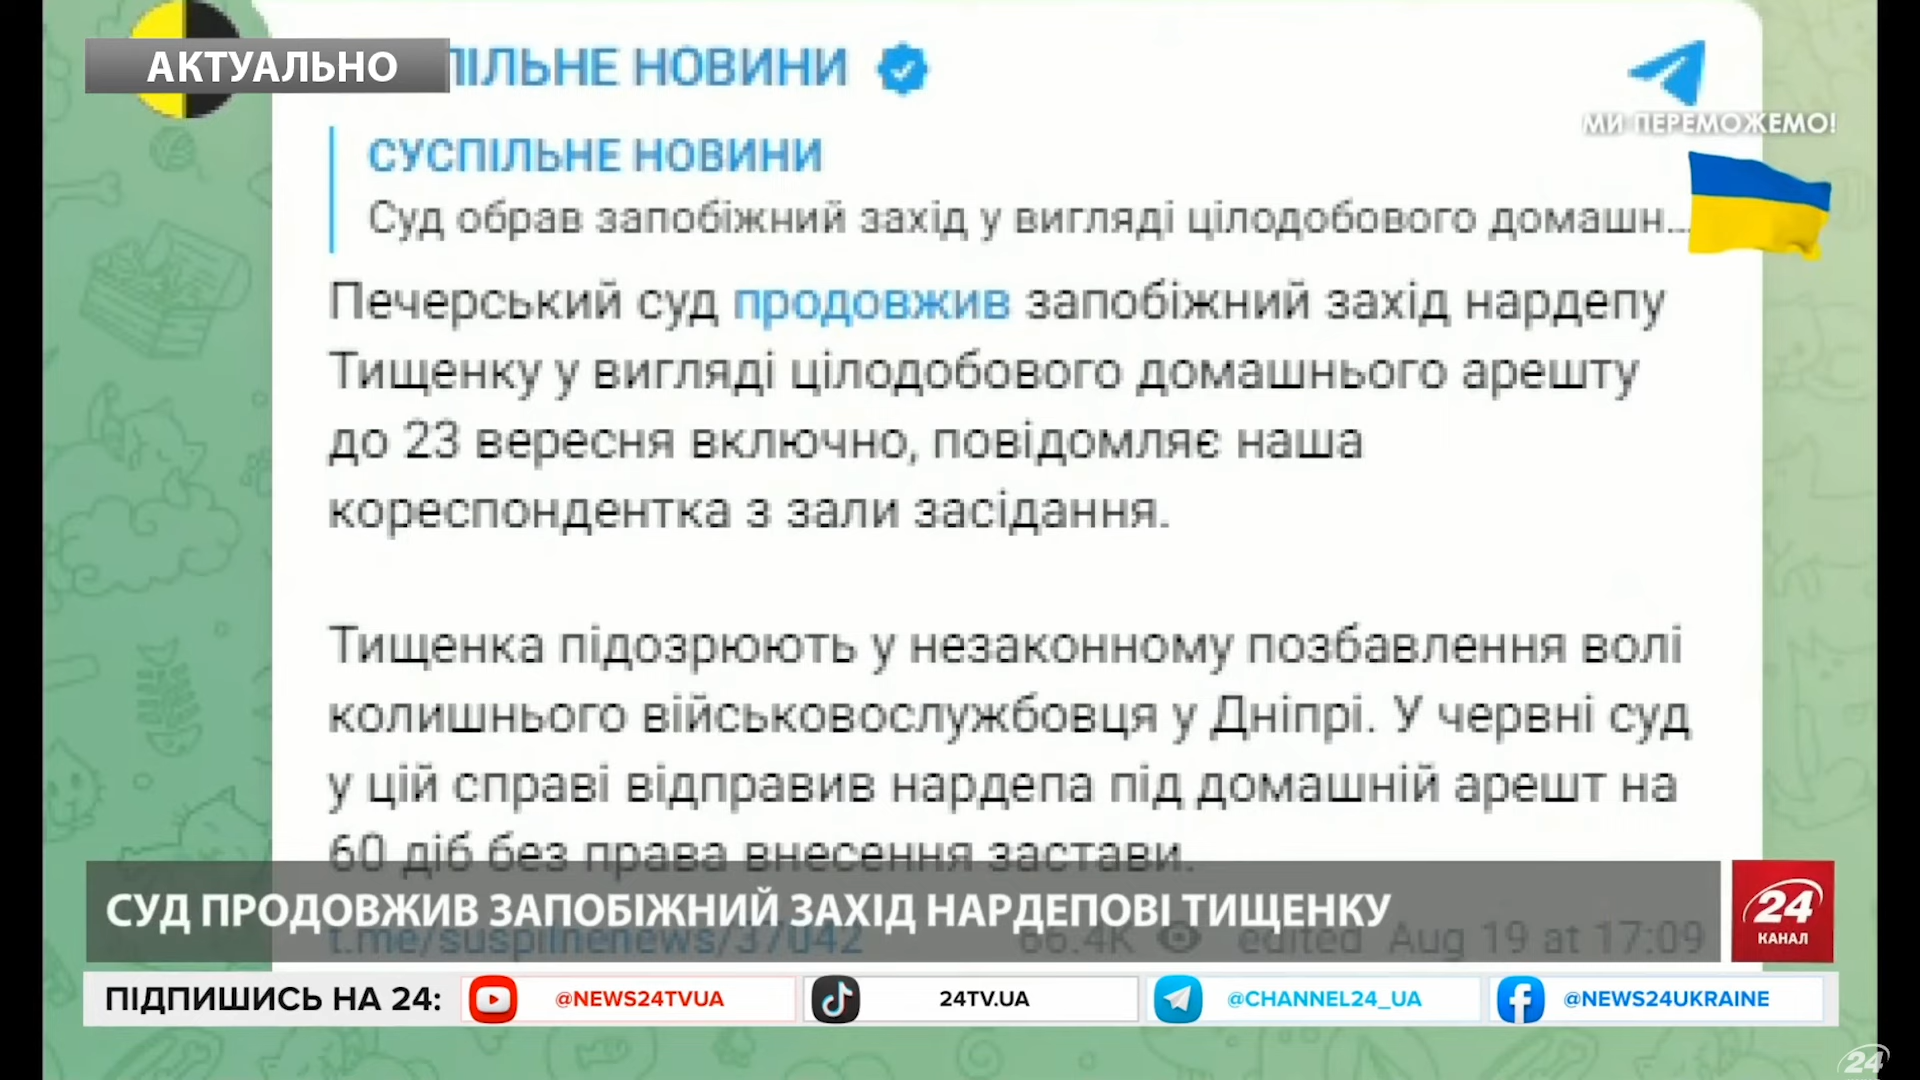 АКТУАЛЬНО
ПІЛЬНЕ НОВИНИ
МИ ПЕРЕМОЖЕМО!
СУСПІЛЬНЕ НОВИНИ
Суд обрав запобіжний захід у вигляді цілодобового домашн...
Печерський суд продовжив запобіжний захід нардепу
Тищенку у вигляді цілодобового домашнього арешту
до 23 вересня включно, повідомляє наша
кореспондентка з зали засідання.
Тищенка підозрюють у незаконному позбавлення волі
колишнього військовослужбовця у Дніпрі. У червні суд
у цій справі відправив нардепа під домашній арешт на
60 діб без права внесення застави.
СУД ПРОДОВЖИВ ЗАПОБІЖНИЙ ЗАХІД НАРДЕПОВІ ТИЩЕНКУ
t.me/suspilnenews/37042 66.4K edited Aug 19 at 17:09
24 КАНАЛ
ПІДПИШИСЬ НА 24: @NEWS24TVUA 24TV.UA @CHANNEL24_UA @NEWS24UKRAINE
24